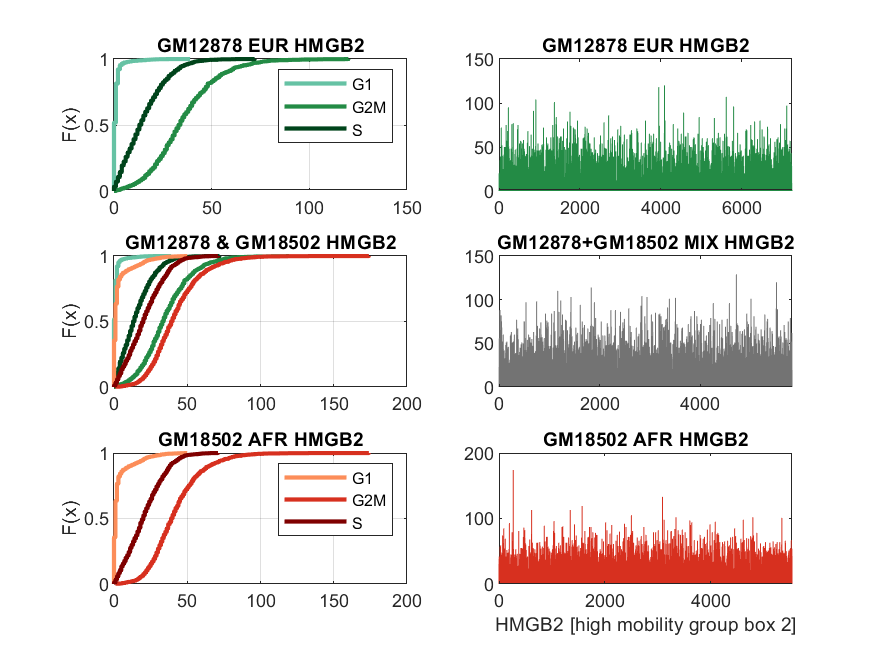 GM12878 EUR HMGB2
1
0.5
0
F(x)
0
50
100
150
G1
G2M
S
GM12878 EUR HMGB2
150
100
50
0
0
2000
4000
6000
GM12878 & GM18502 HMGB2
1
0.5
0
F(x)
0
50
100
150
200
GM12878+GM18502 MIX HMGB2
150
100
50
0
0
2000
4000
GM18502 AFR HMGB2
1
0.5
0
F(x)
0
50
100
150
200
G1
G2M
S
GM18502 AFR HMGB2
200
100
0
0
2000
4000
HMGB2 [high mobility group box 2]